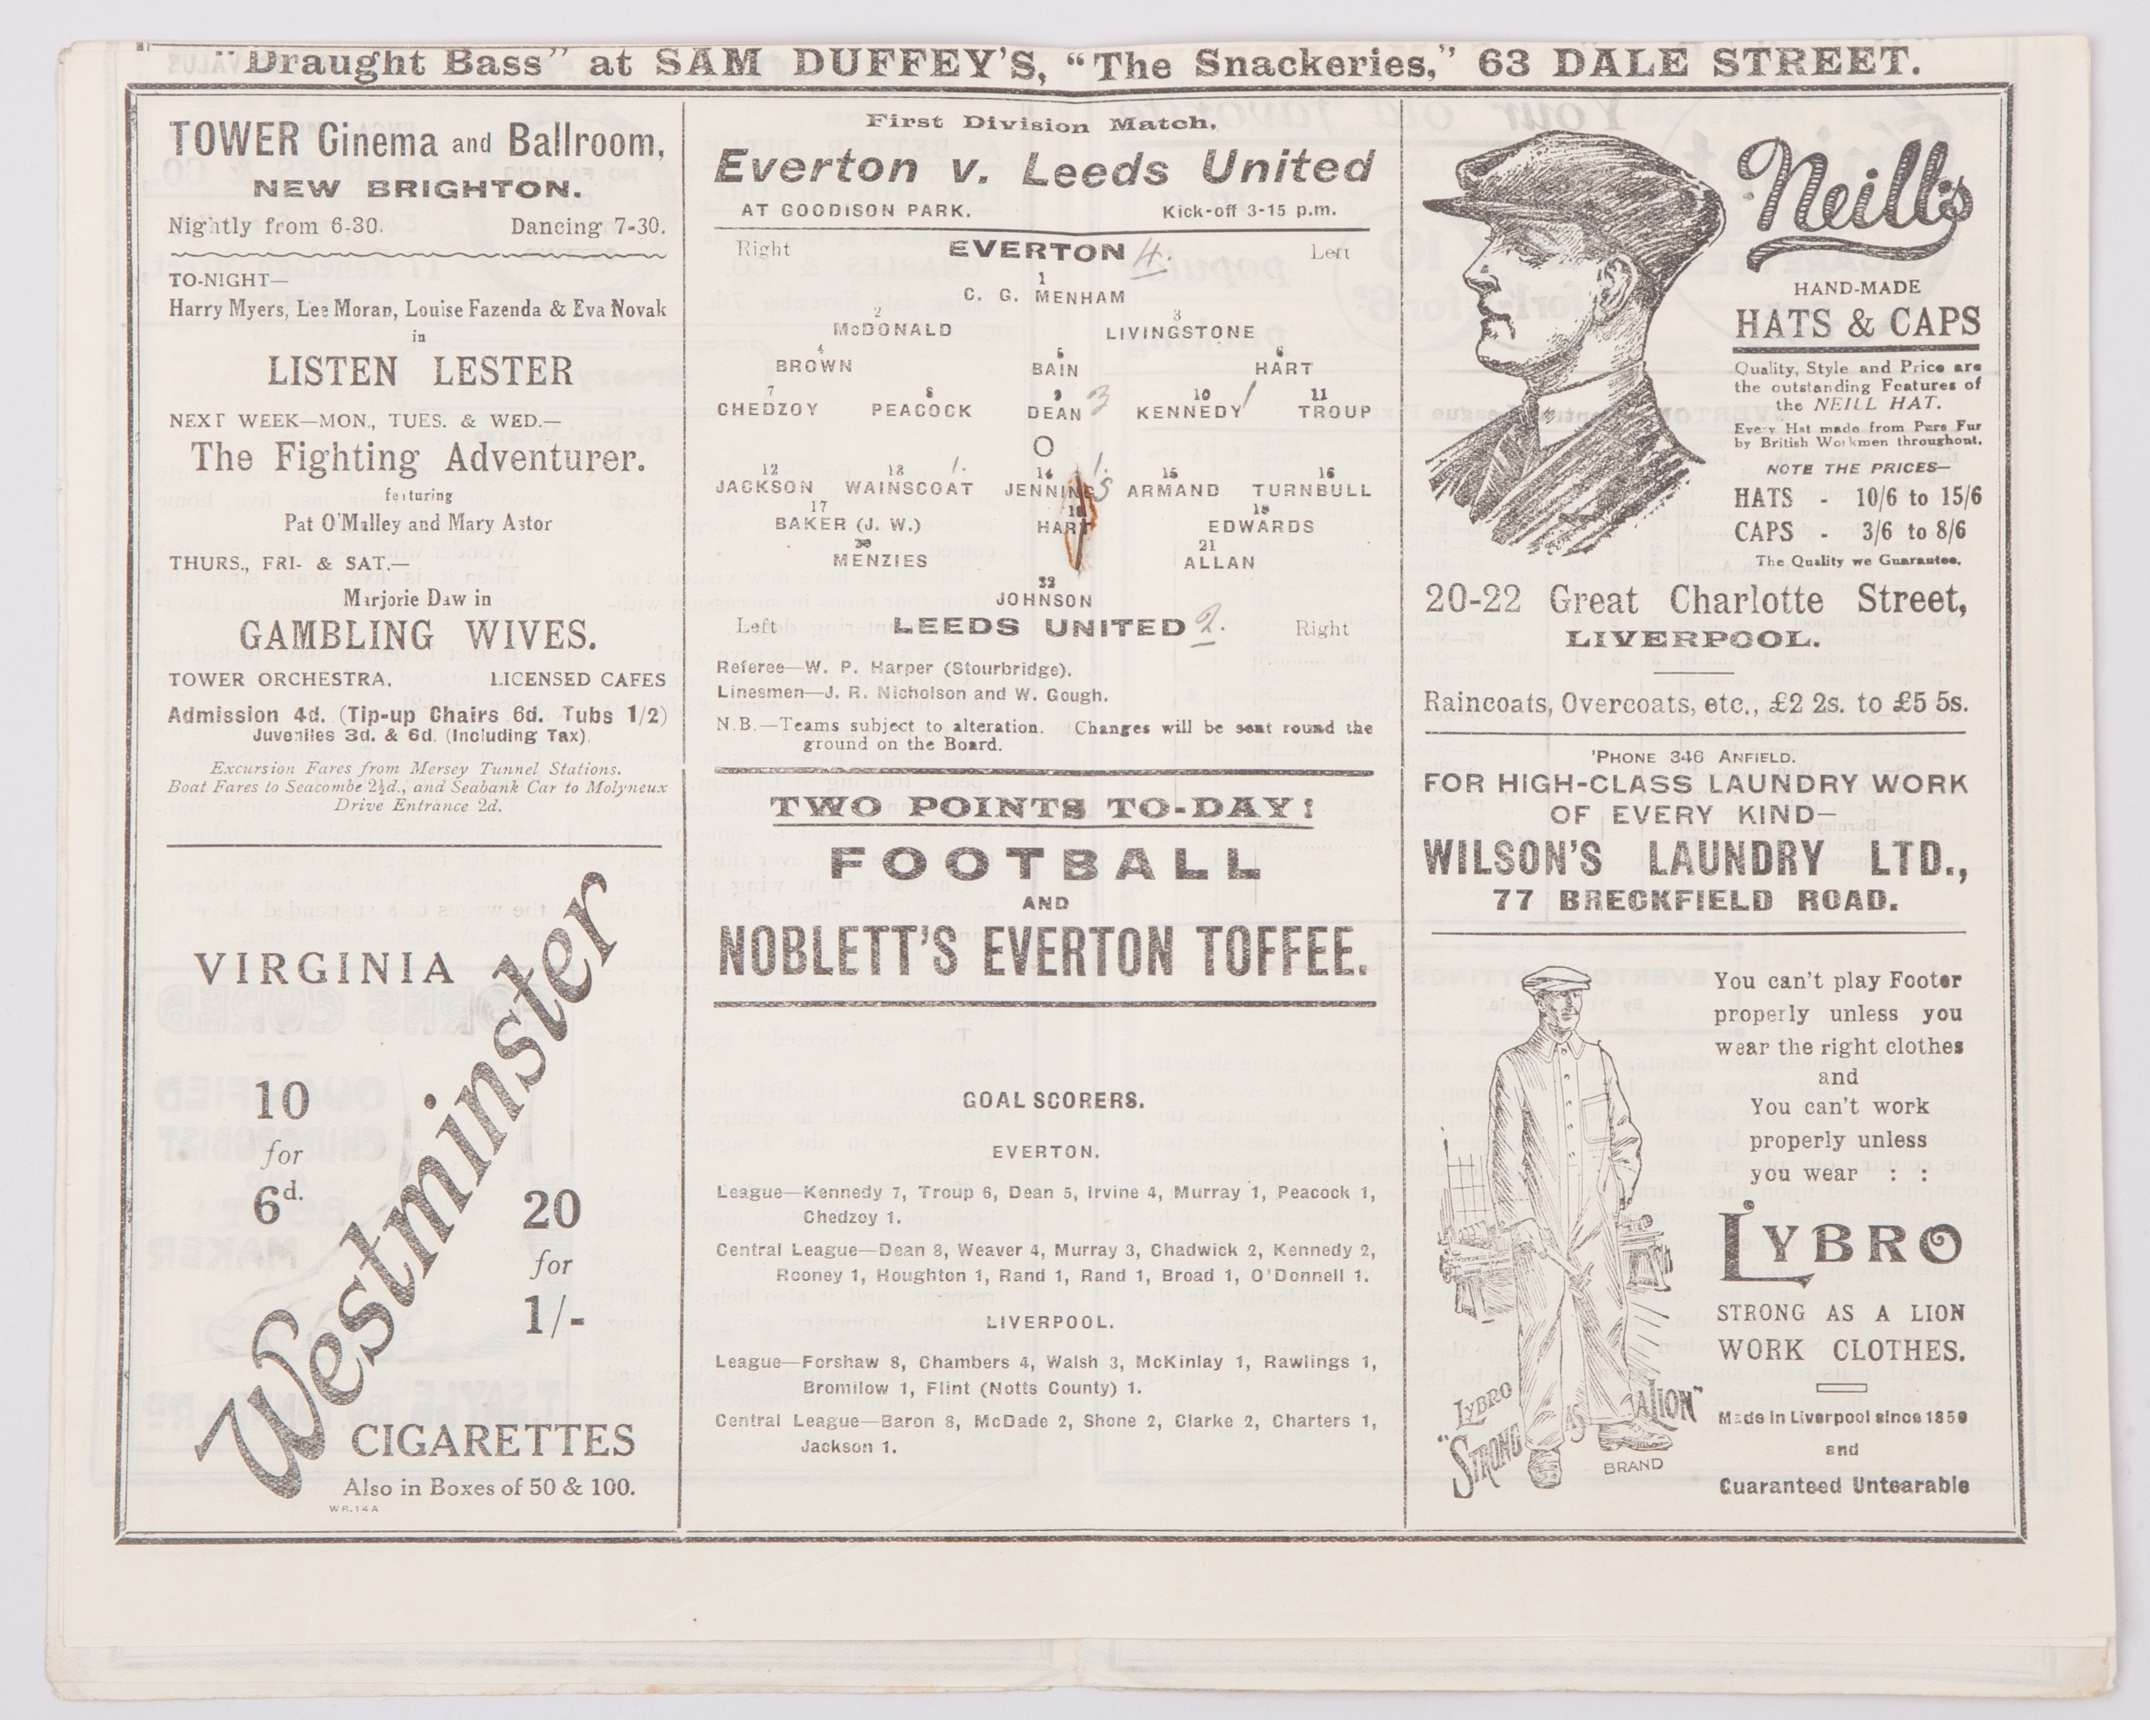 "Draught Bass" at SAM DUFFEY'S, "The Snackeries," 63 DALE STREET.
TOWER Cinema and Ballroom,
NEW BRIGHTON.
Nightly from 6-30. Dancing 7-30.
TO-NIGHT—
Harry Myers, Lee Moran, Louise Fazenda & Eva Novak
in
LISTEN LESTER
NEXT WEEK—MON., TUES. & WED.—
The Fighting Adventurer.
featuring
Pat O'Malley and Mary Astor
THURS., FRI- & SAT.—
Marjorie Daw in
GAMBLING WIVES.
TOWER ORCHESTRA. LICENSED CAFES
Admission 4d. (Tip-up Chairs 6d. Tubs 1/2)
Juveniles 3d. & 6d. (Including Tax).
Excursion Fares from Mersey Tunnel Stations.
Boat Fares to Seacombe 2½d., and Seabank Car to Molyneux
Drive Entrance 2d.
VIRGINIA
Westminster
10
for
6d.
20
for
1/-
CIGARETTES
Also in Boxes of 50 & 100.
WR.14A
First Division Match.
Everton v. Leeds United
AT GOODISON PARK. Kick-off 3-15 p.m.
Right EVERTON 4. Left
1
C. G. MENHAM
2 3
McDONALD LIVINGSTONE
4 5 6
BROWN BAIN HART
7 8 9 10 11
CHEDZOY PEACOCK DEAN 3 KENNEDY 1 TROUP
O
12 13 1. 14 1. 15 16
JACKSON WAINSCOAT JENNINGS ARMAND TURNBULL
17 18 19
BAKER (J. W.) HART EDWARDS
20 21
MENZIES ALLAN
22
JOHNSON
Left LEEDS UNITED 2. Right
Referee—W. P. Harper (Stourbridge).
Linesmen—J. R. Nicholson and W. Gough.
N.B.—Teams subject to alteration. Changes will be sent round the
ground on the Board.
TWO POINTS TO-DAY!
FOOTBALL
AND
NOBLETT'S EVERTON TOFFEE.
GOAL SCORERS.
EVERTON.
League—Kennedy 7, Troup 6, Dean 5, Irvine 4, Murray 1, Peacock 1,
Chedzoy 1.
Central League—Dean 8, Weaver 4, Murray 3, Chadwick 2, Kennedy 2,
Rooney 1, Houghton 1, Rand 1, Rand 1, Broad 1, O'Donnell 1.
LIVERPOOL.
League—Forshaw 8, Chambers 4, Walsh 3, McKinlay 1, Rawlings 1,
Bromilow 1, Flint (Notts County) 1.
Central League—Baron 8, McDade 2, Shone 2, Clarke 2, Charters 1,
Jackson 1.
Neill's
HAND-MADE
HATS & CAPS
Quality, Style and Price are
the outstanding Features of
the NEILL HAT.
Every Hat made from Pure Fur
by British Workmen throughout.
NOTE THE PRICES—
HATS - 10/6 to 15/6
CAPS - 3/6 to 8/6
The Quality we Guarantee.
20-22 Great Charlotte Street,
LIVERPOOL.
Raincoats, Overcoats, etc., £2 2s. to £5 5s.
'PHONE 346 ANFIELD.
FOR HIGH-CLASS LAUNDRY WORK
OF EVERY KIND—
WILSON'S LAUNDRY LTD.,
77 BRECKFIELD ROAD.
You can't play Footer
properly unless you
wear the right clothes
and
You can't work
properly unless
you wear : :
LYBRO
STRONG AS A LION
WORK CLOTHES.
Made in Liverpool since 1850
and
Guaranteed Untearable
LYBRO
"STRONG AS A LION"
BRAND